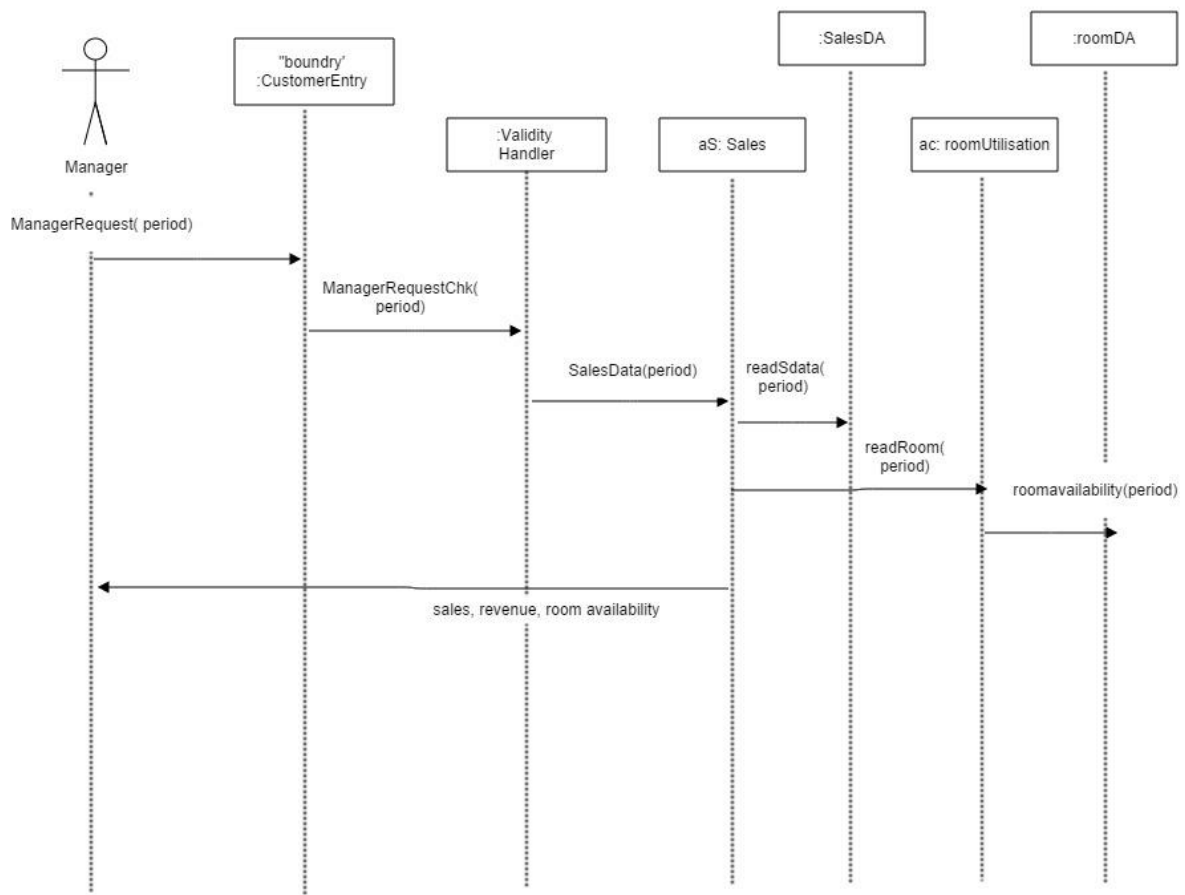 :SalesDA
:roomDA
"boundry'
:CustomerEntry
:Validity
Handler
aS: Sales
ac: roomUtilisation
Manager
ManagerRequest( period)
ManagerRequestChk(
period)
SalesData(period)
readSdata(
period)
readRoom(
period)
roomavailability(period)
sales, revenue, room availability